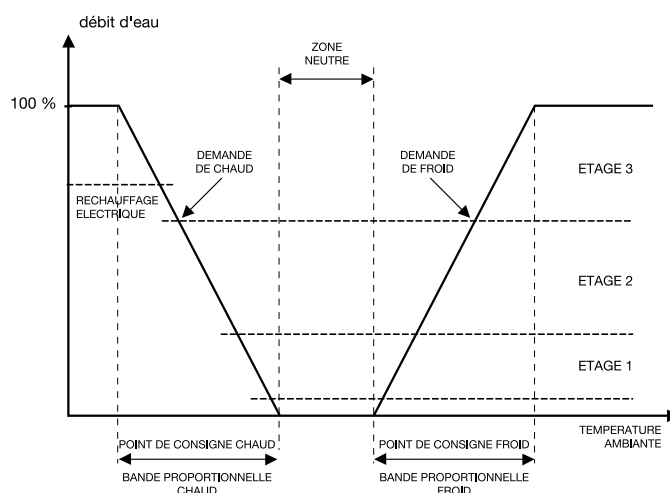 débit d'eau
ZONE
NEUTRE
100 %
DEMANDE
DE CHAUD
DEMANDE
DE FROID
ETAGE 3
RECHAUFFAGE
ELECTRIQUE
ETAGE 2
ETAGE 1
TEMPERATURE
AMBIANTE
POINT DE CONSIGNE CHAUD
POINT DE CONSIGNE FROID
BANDE PROPORTIONNELLE
CHAUD
BANDE PROPORTIONNELLE
FROID